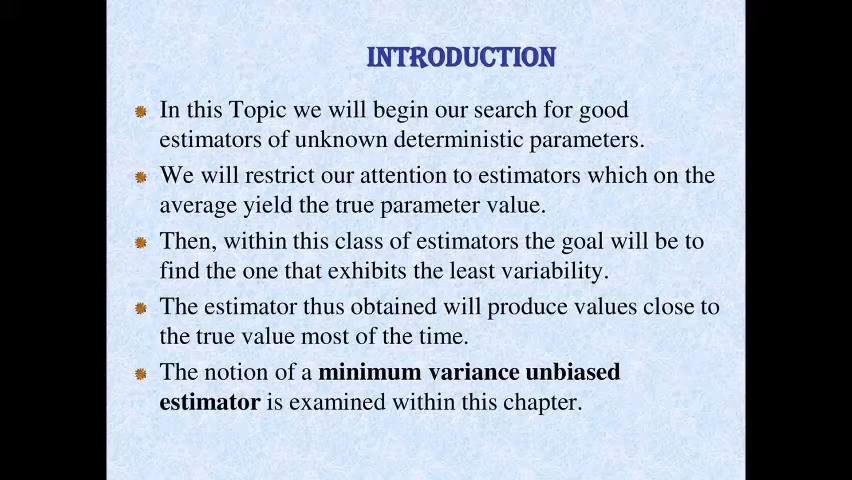 INTRODUCTION
In this Topic we will begin our search for good
estimators of unknown deterministic parameters.
We will restrict our attention to estimators which on the
average yield the true parameter value.
Then, within this class of estimators the goal will be to
find the one that exhibits the least variability.
The estimator thus obtained will produce values close to
the true value most of the time.
The notion of a minimum variance unbiased
estimator is examined within this chapter.